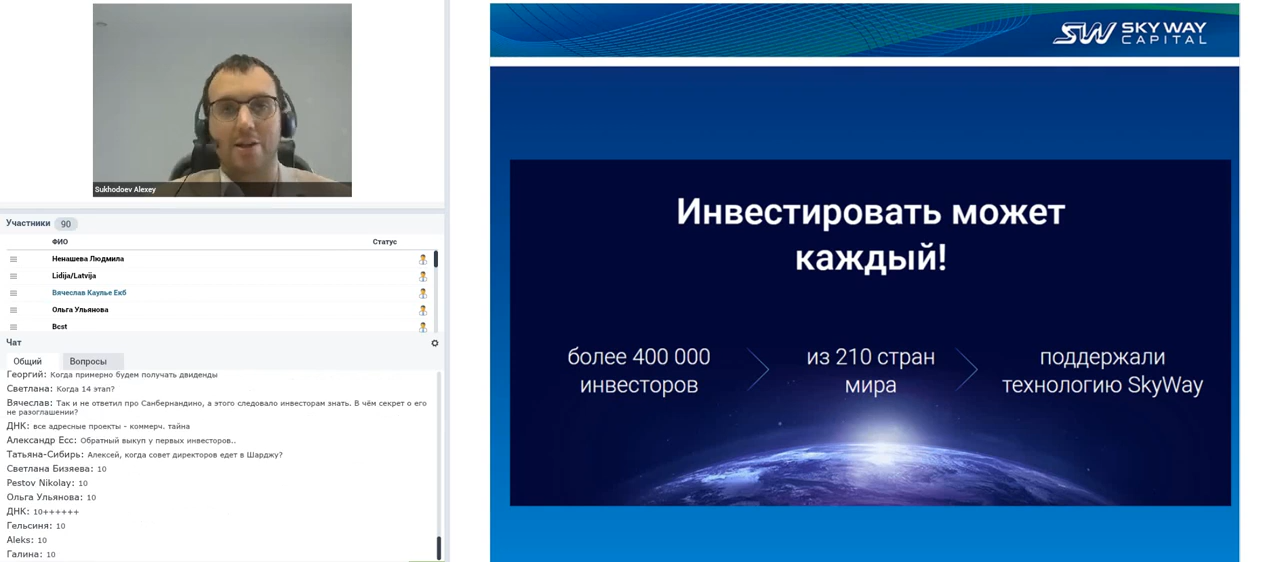 Sukhodoev Alexey
Участники 90
ФИО Статус
Ненашева Людмила
Lidija/Latvija
Вячеслав Каулье Екб
Ольга Ульянова
Bcst
Чат
Общий Вопросы
Георгий: Когда примерно будем получать двиденды
Светлана: Когда 14 этап?
Вячеслав: Так и не ответил про Санбернандино, а этого следовало инвесторам знать. В чём секрет о его
не разоглашении?
ДНК: все адресные проекты - коммерч. тайна
Александр Есс: Обратный выкуп у первых инвесторов..
Татьяна-Сибирь: Алексей, когда совет директоров едет в Шарджу?
Светлана Бизяева: 10
Pestov Nikolay: 10
Ольга Ульянова: 10
ДНК: 10++++++
Гельсиня: 10
Aleks: 10
Галина: 10
SW SKY WAY
CAPITAL
Инвестировать может
каждый!
более 400 000
инвесторов
из 210 стран
мира
поддержали
технологию SkyWay